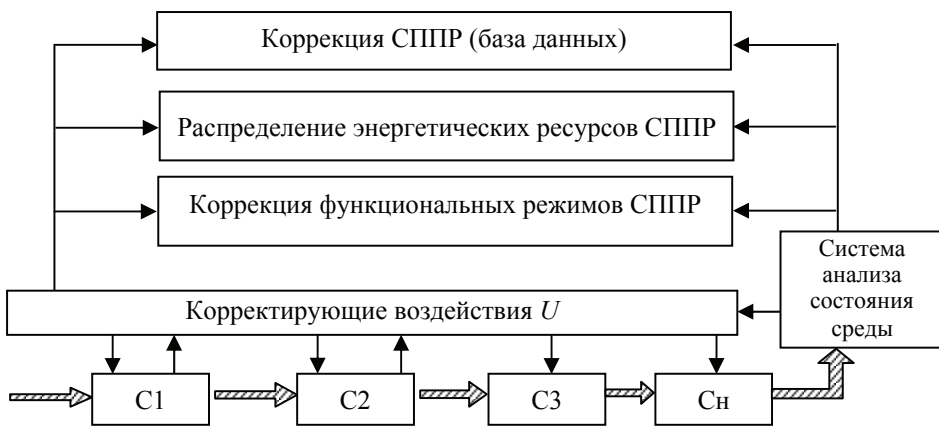 Коррекция СППР (база данных)
Распределение энергетических ресурсов СППР
Коррекция функциональных режимов СППР
Система
анализа
состояния
среды
Корректирующие воздействия U
С1
С2
С3
Сн